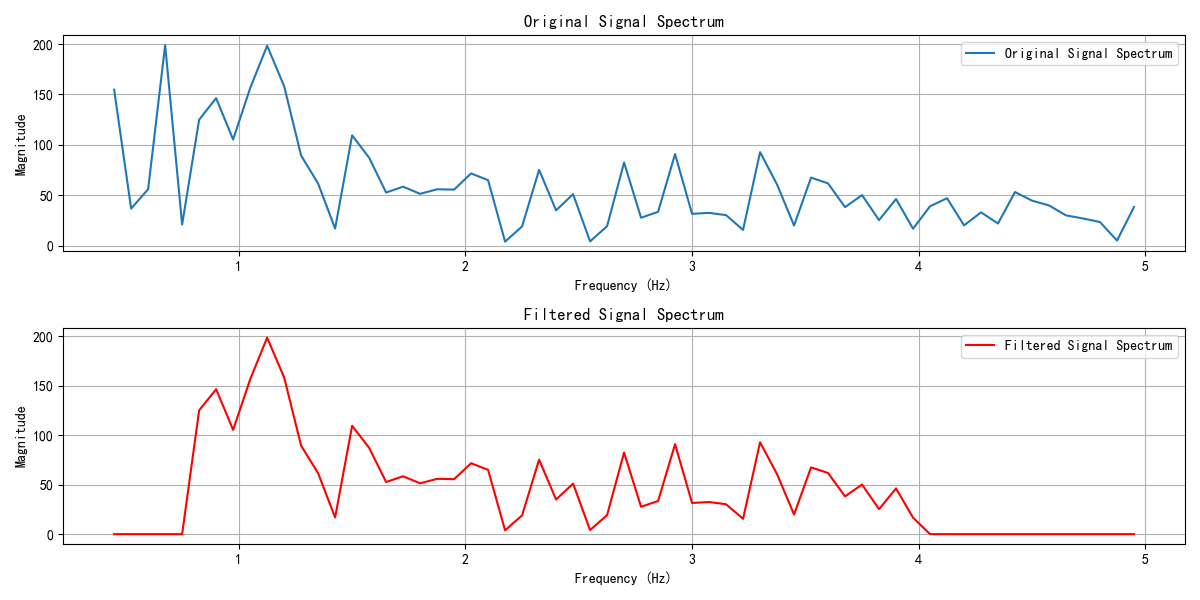 Original Signal Spectrum
200
150
100
50
0
Magnitude
Original Signal Spectrum
1 2 3 4 5
Frequency (Hz)
Filtered Signal Spectrum
200
150
100
50
0
Magnitude
Filtered Signal Spectrum
1 2 3 4 5
Frequency (Hz)